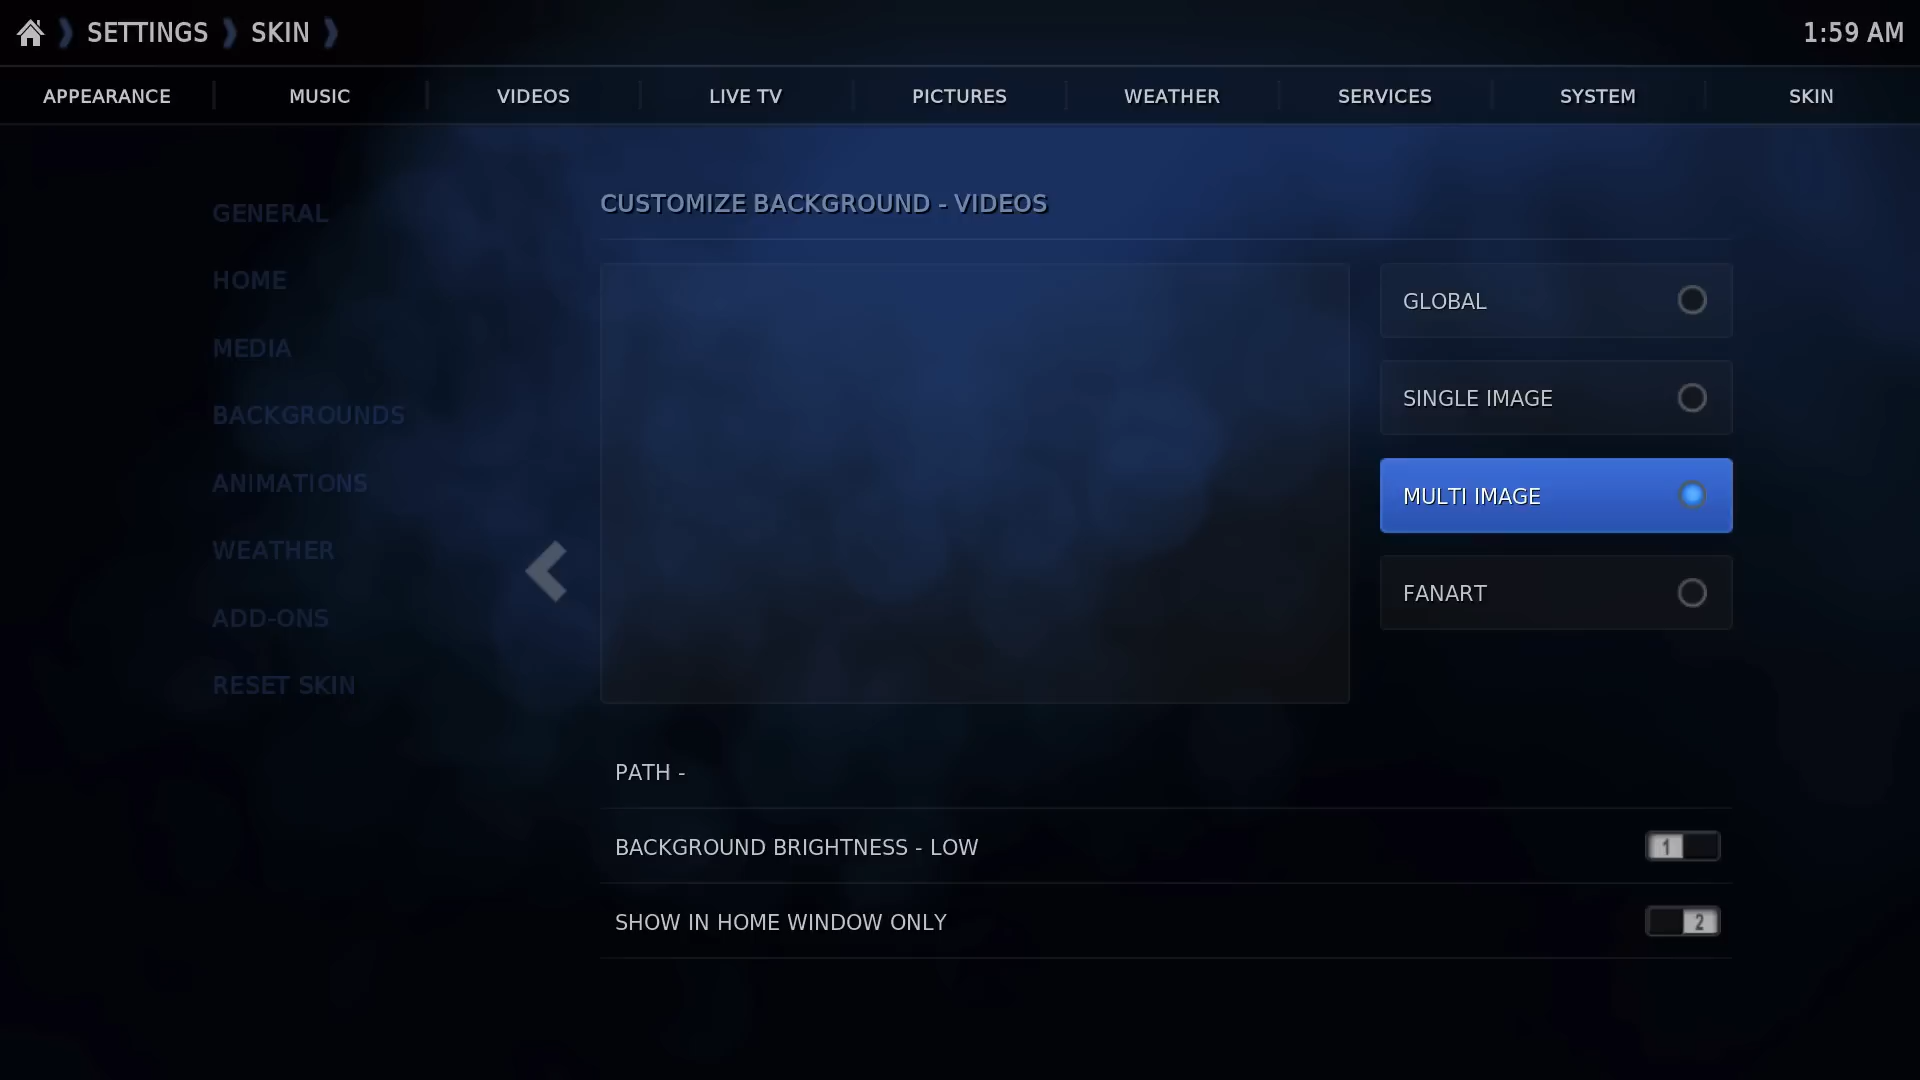 SETTINGS SKIN 1:59 AM
APPEARANCE MUSIC VIDEOS LIVE TV PICTURES WEATHER SERVICES SYSTEM SKIN
CUSTOMIZE BACKGROUND - VIDEOS
GENERAL
HOME
MEDIA
BACKGROUNDS
ANIMATIONS
WEATHER
ADD-ONS
RESET SKIN
GLOBAL
SINGLE IMAGE
MULTI IMAGE
FANART
PATH -
BACKGROUND BRIGHTNESS - LOW 1
SHOW IN HOME WINDOW ONLY 2